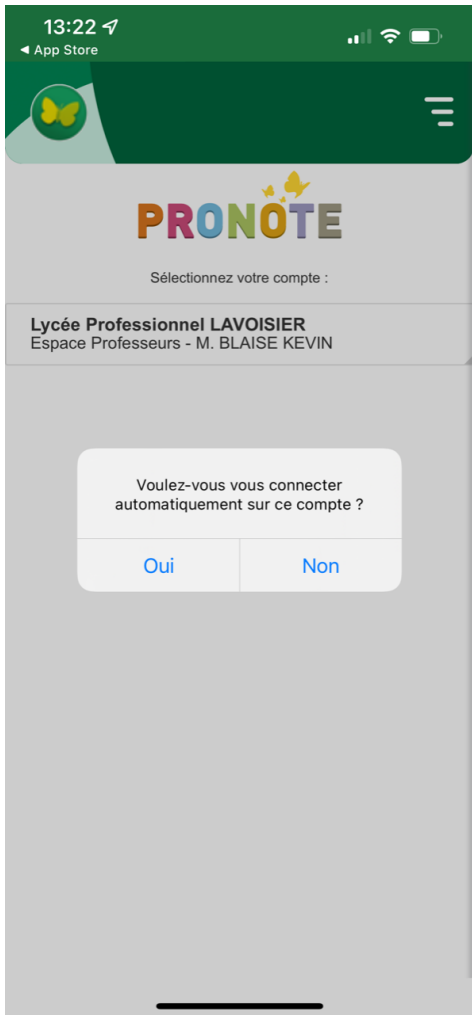 13:22
◀ App Store
PRONOTE
Sélectionnez votre compte :
Lycée Professionnel LAVOISIER
Espace Professeurs - M. BLAISE KEVIN
Voulez-vous vous connecter
automatiquement sur ce compte ?
Oui
Non